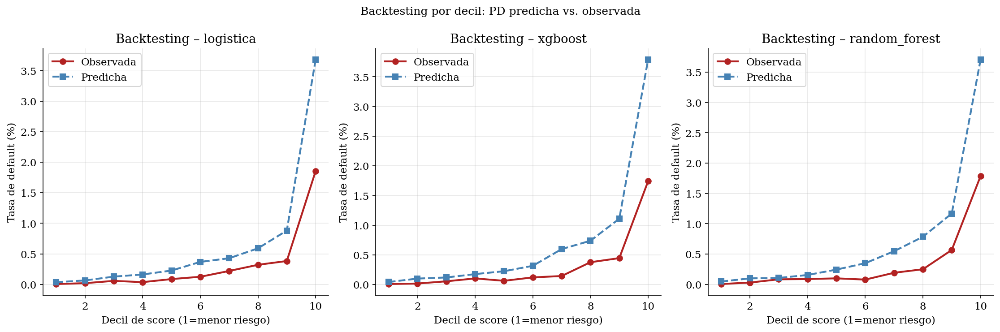 Backtesting por decil: PD predicha vs. observada
Backtesting – logistica
Observada
Predicha
Tasa de default (%)
3.5
3.0
2.5
2.0
1.5
1.0
0.5
0.0
2 4 6 8 10
Decil de score (1=menor riesgo)
Backtesting – xgboost
Observada
Predicha
Tasa de default (%)
3.5
3.0
2.5
2.0
1.5
1.0
0.5
0.0
2 4 6 8 10
Decil de score (1=menor riesgo)
Backtesting – random_forest
Observada
Predicha
Tasa de default (%)
3.5
3.0
2.5
2.0
1.5
1.0
0.5
0.0
2 4 6 8 10
Decil de score (1=menor riesgo)